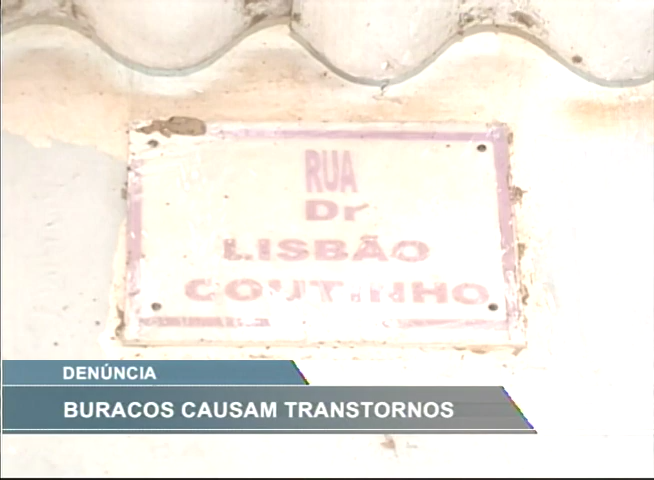 RUA
Dr
LISBÃO
COUTINHO
DENÚNCIA
BURACOS CAUSAM TRANSTORNOS